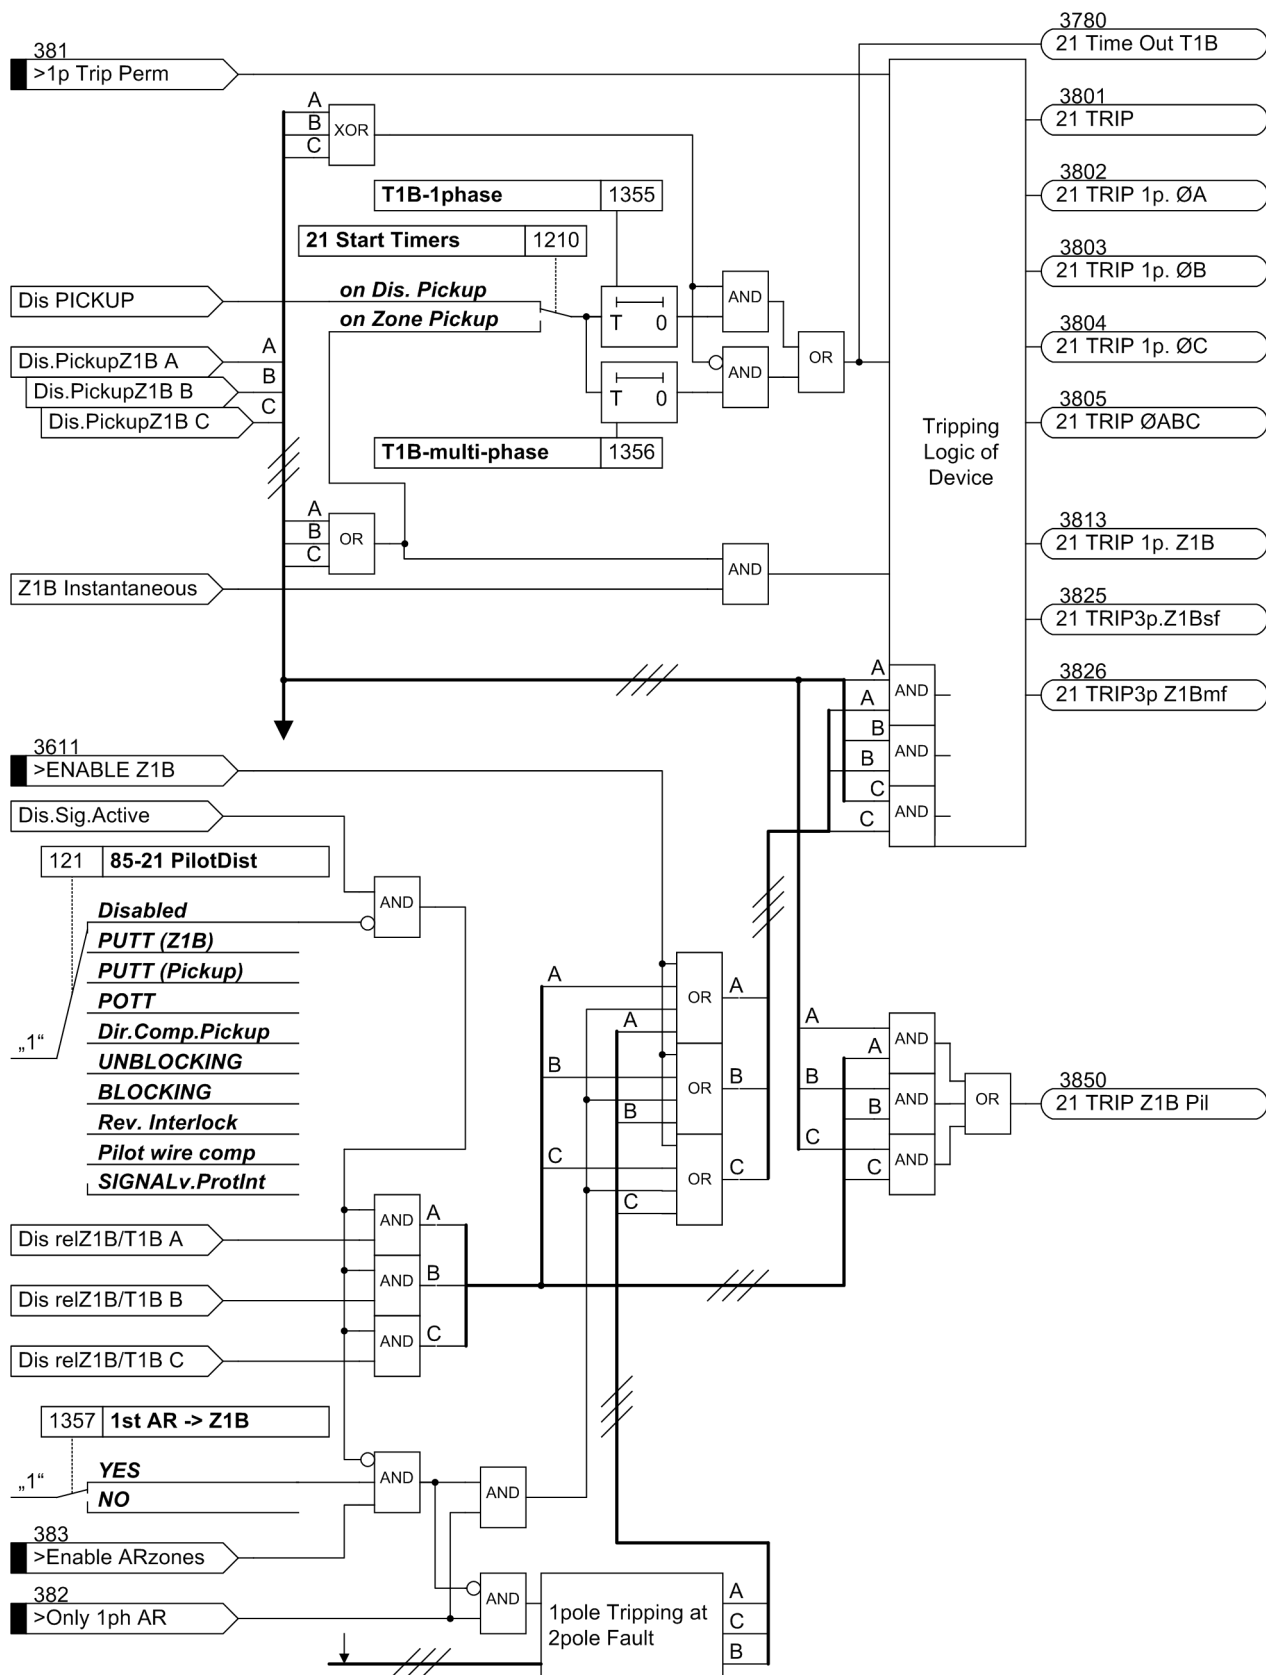 3780
21 Time Out T1B
381
>1p Trip Perm
A
B
C
XOR
3801
21 TRIP
T1B-1phase 1355
3802
21 TRIP 1p. ØA
21 Start Timers 1210
3803
21 TRIP 1p. ØB
Dis PICKUP
on Dis. Pickup
on Zone Pickup
T 0
AND
3804
21 TRIP 1p. ØC
Dis.PickupZ1B A
A
Dis.PickupZ1B B
B
Dis.PickupZ1B C
C
T 0
AND
OR
3805
21 TRIP ØABC
T1B-multi-phase 1356
Tripping
Logic of
Device
A
B
C
OR
3813
21 TRIP 1p. Z1B
Z1B Instantaneous
AND
3825
21 TRIP3p.Z1Bsf
3826
21 TRIP3p Z1Bmf
A
A
AND
B
B
AND
C
C
AND
3611
>ENABLE Z1B
Dis.Sig.Active
121 85-21 PilotDist
AND
Disabled
PUTT (Z1B)
PUTT (Pickup)
POTT
Dir.Comp.Pickup
UNBLOCKING
BLOCKING
Rev. Interlock
Pilot wire comp
SIGNALv.ProtInt
„1“
A
A
OR
A
B
B
OR
B
C
C
OR
C
A
A
AND
B
B
AND
C
C
AND
OR
3850
21 TRIP Z1B Pil
Dis relZ1B/T1B A
AND
A
Dis relZ1B/T1B B
AND
B
Dis relZ1B/T1B C
AND
C
1357 1st AR -> Z1B
„1“
YES
NO
AND
AND
383
>Enable ARzones
382
>Only 1ph AR
AND
1pole Tripping at
2pole Fault
A
C
B